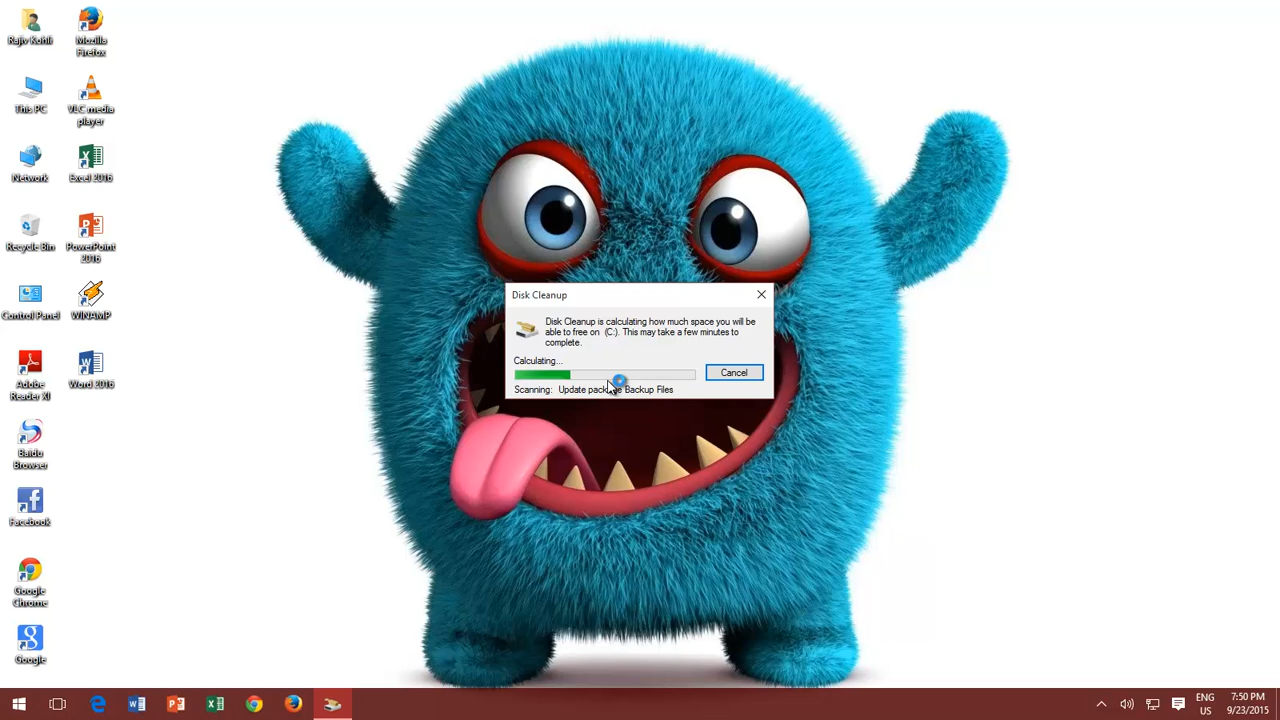 Rajiv Kohli
Mozilla
Firefox
This PC
VLC media
player
Network
Excel 2016
Recycle Bin
PowerPoint
2016
Control Panel
WINAMP
Adobe
Reader XI
Word 2016
Baidu
Browser
Facebook
Google
Chrome
Google
Disk Cleanup
Disk Cleanup is calculating how much space you will be
able to free on (C:). This may take a few minutes to
complete.
Calculating...
Cancel
Scanning: Update package Backup Files
ENG
US
7:50 PM
9/23/2015